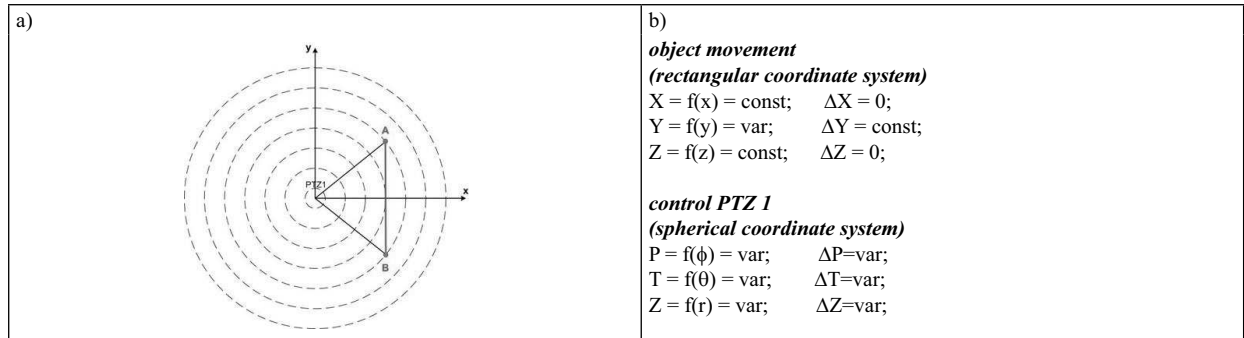 a)
y
A
PTZ1
x
B
b)
object movement
(rectangular coordinate system)
X = f(x) = const; ΔX = 0;
Y = f(y) = var; ΔY = const;
Z = f(z) = const; ΔZ = 0;
control PTZ 1
(spherical coordinate system)
P = f(ϕ) = var; ΔP=var;
T = f(θ) = var; ΔT=var;
Z = f(r) = var; ΔZ=var;